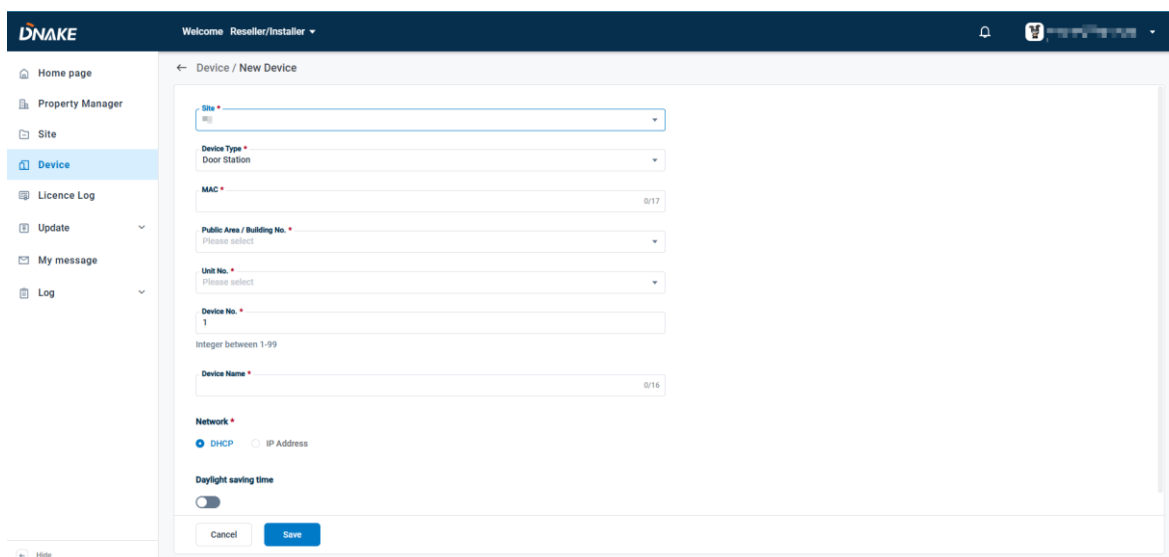 DNAKE
Welcome Reseller/Installer
Home page
Property Manager
Site
Device
Licence Log
Update
My message
Log
Hide
Device / New Device
Site *
Device Type *
Door Station
MAC *
0/17
Public Area / Building No. *
Please select
Unit No. *
Please select
Device No. *
1
Integer between 1-99
Device Name *
0/16
Network *
DHCP IP Address
Daylight saving time
Cancel Save